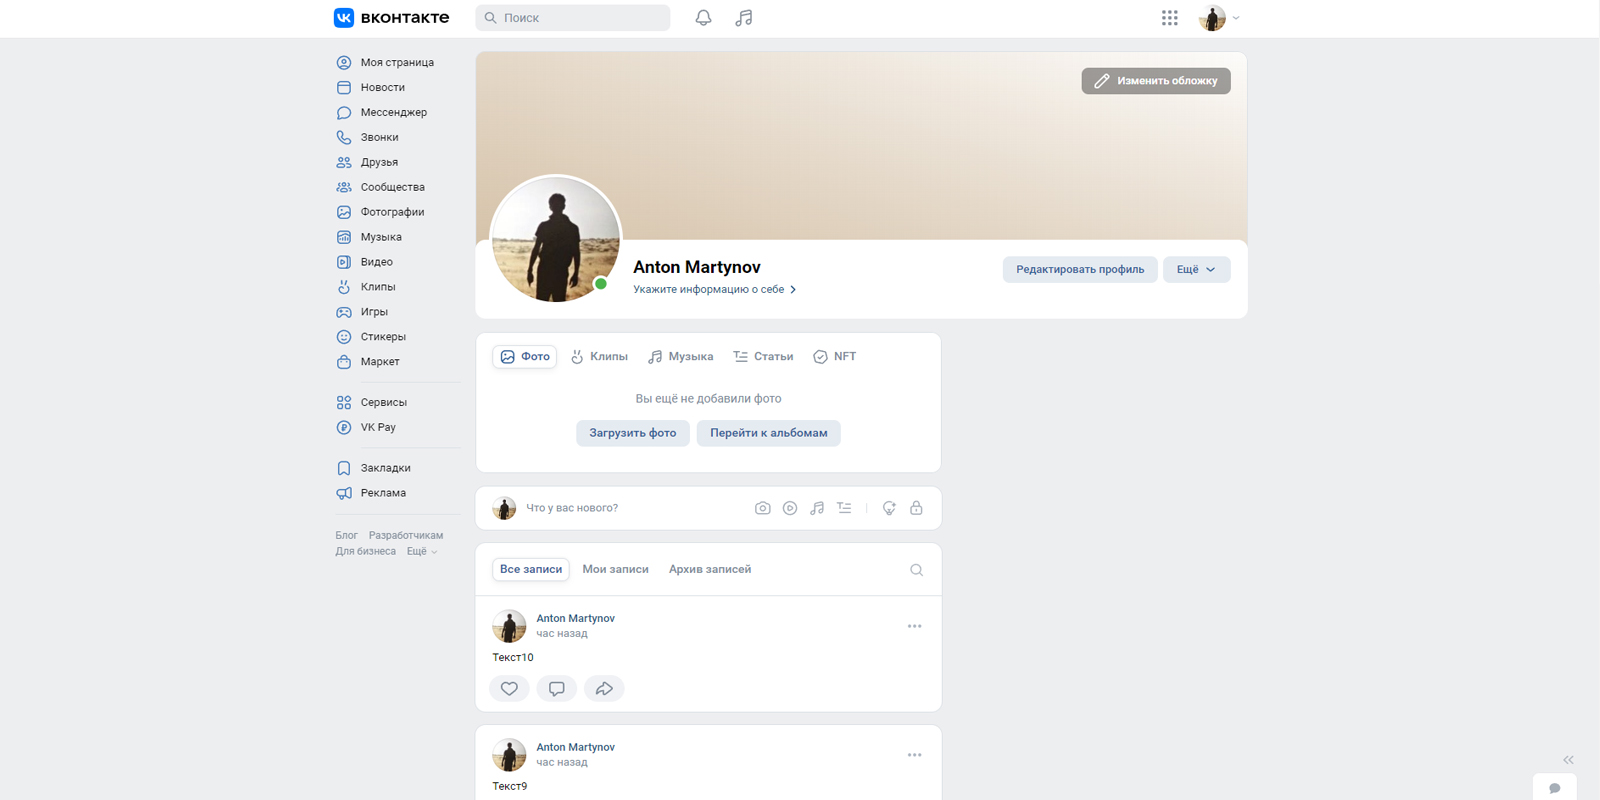 вконтакте
Поиск
Моя страница
Новости
Мессенджер
Звонки
Друзья
Сообщества
Фотографии
Музыка
Видео
Клипы
Игры
Стикеры
Маркет
Сервисы
VK Pay
Закладки
Реклама
Блог Разработчикам
Для бизнеса Ещё
Изменить обложку
Anton Martynov
Укажите информацию о себе
Редактировать профиль Ещё
Фото Клипы Музыка Статьи NFT
Вы ещё не добавили фото
Загрузить фото Перейти к альбомам
Что у вас нового?
Все записи Мои записи Архив записей
Anton Martynov
час назад
Текст10
Anton Martynov
час назад
Текст9